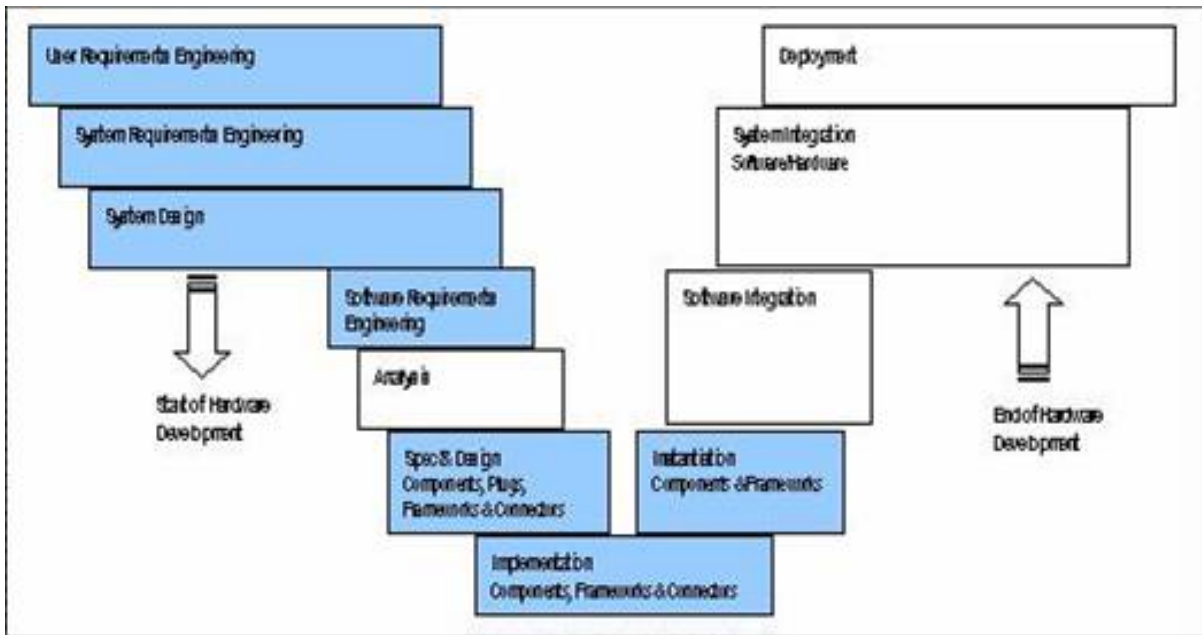 User Requirements Engineering
System Requirements Engineering
System Design
Software Requirements
Engineering
Analysis
Start of Hardware
Development
Spec & Design
Components, Plugs,
Frameworks & Connectors
Implementation
Components, Frameworks & Connectors
Instantiation
Components & Frameworks
Software Integration
System Integration
Software/Hardware
Deployment
End of Hardware
Development